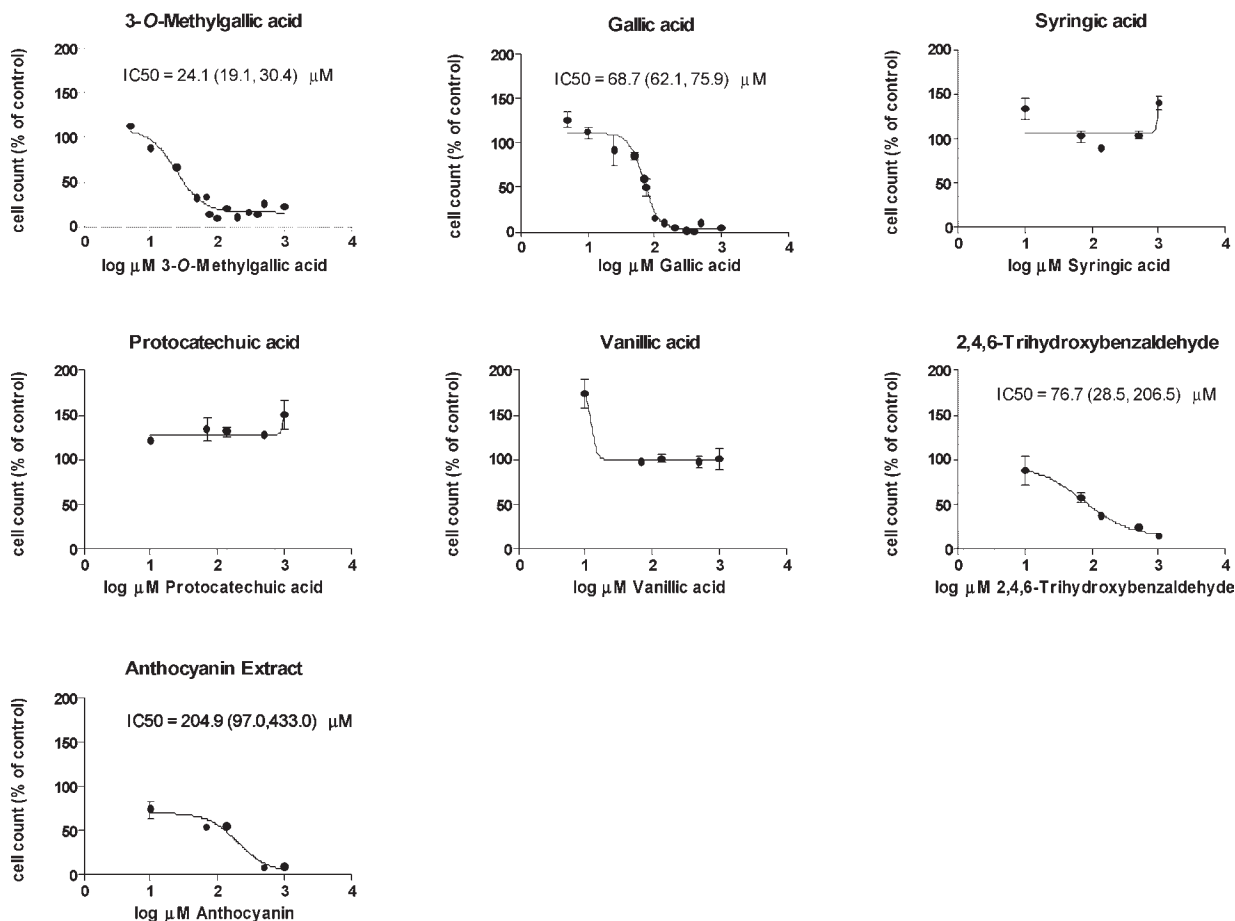 3-O-Methylgallic acid
200
150
100
50
0
cell count (% of control)
IC50 = 24.1 (19.1, 30.4) μM
0 1 2 3 4
log μM 3-O-Methylgallic acid
Gallic acid
200
150
100
50
0
cell count (% of control)
IC50 = 68.7 (62.1, 75.9) μM
0 1 2 3 4
log μM Gallic acid
Syringic acid
200
150
100
50
0
cell count (% of control)
0 1 2 3 4
log μM Syringic acid
Protocatechuic acid
200
150
100
50
0
cell count (% of control)
0 1 2 3 4
log μM Protocatechuic acid
Vanillic acid
200
150
100
50
0
cell count (% of control)
0 1 2 3 4
log μM Vanillic acid
2,4,6-Trihydroxybenzaldehyde
200
150
100
50
0
cell count (% of control)
IC50 = 76.7 (28.5, 206.5) μM
0 1 2 3 4
log μM 2,4,6-Trihydroxybenzaldehyde
Anthocyanin Extract
200
150
100
50
0
cell count (% of control)
IC50 = 204.9 (97.0,433.0) μM
0 1 2 3 4
log μM Anthocyanin